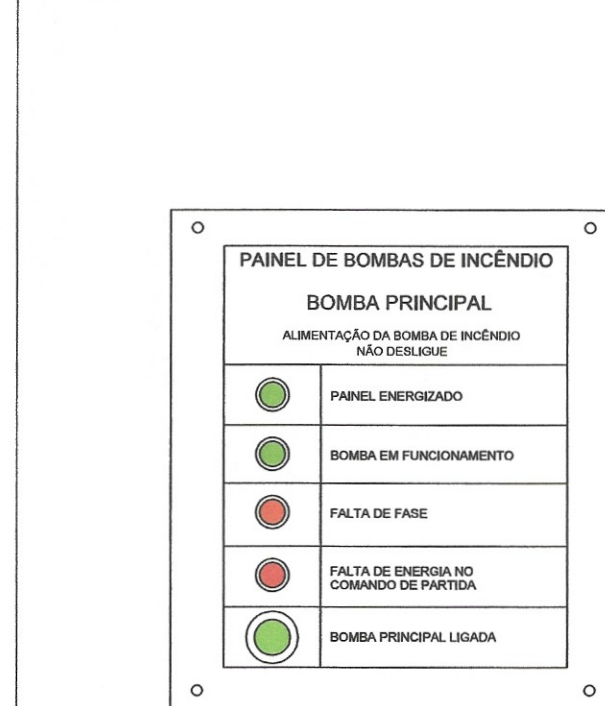 PAINEL DE BOMBAS DE INCÊNDIO
BOMBA PRINCIPAL
ALIMENTAÇÃO DA BOMBA DE INCÊNDIO
NÃO DESLIGUE
PAINEL ENERGIZADO
BOMBA EM FUNCIONAMENTO
FALTA DE FASE
FALTA DE ENERGIA NO
COMANDO DE PARTIDA
BOMBA PRINCIPAL LIGADA